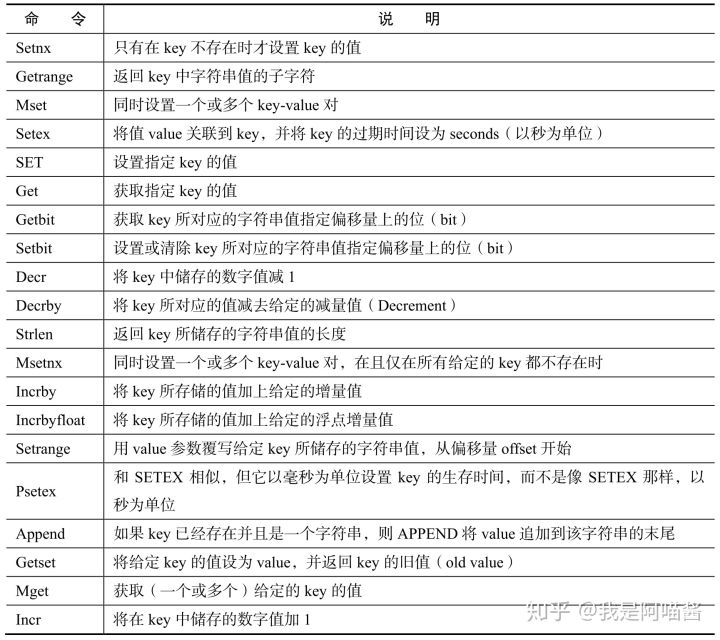 命 令 说 明
Setnx 只有在 key 不存在时才设置 key 的值
Getrange 返回 key 中字符串值的子字符
Mset 同时设置一个或多个 key-value 对
Setex 将值 value 关联到 key，并将 key 的过期时间设为 seconds（以秒为单位）
SET 设置指定 key 的值
Get 获取指定 key 的值
Getbit 获取 key 所对应的字符串值指定偏移量上的位（bit）
Setbit 设置或清除 key 所对应的字符串值指定偏移量上的位（bit）
Decr 将 key 中储存的数字值减 1
Decrby 将 key 所对应的值减去给定的减量值（Decrement）
Strlen 返回 key 所储存的字符串值的长度
Msetnx 同时设置一个或多个 key-value 对，在且仅在所有给定的 key 都不存在时
Incrby 将 key 所存储的值加上给定的增量值
Incrbyfloat 将 key 所存储的值加上给定的浮点增量值
Setrange 用 value 参数覆写给定 key 所储存的字符串值，从偏移量 offset 开始
Psetex 和 SETEX 相似，但它以毫秒为单位设置 key 的生存时间，而不是像 SETEX 那样，以
秒为单位
Append 如果 key 已经存在并且是一个字符串，则 APPEND 将 value 追加到该字符串的末尾
Getset 将给定 key 的值设为 value，并返回 key 的旧值（old value）
Mget 获取（一个或多个）给定的 key 的值
Incr 将在 key 中储存的数字值加 1
知乎 @我是阿喵酱